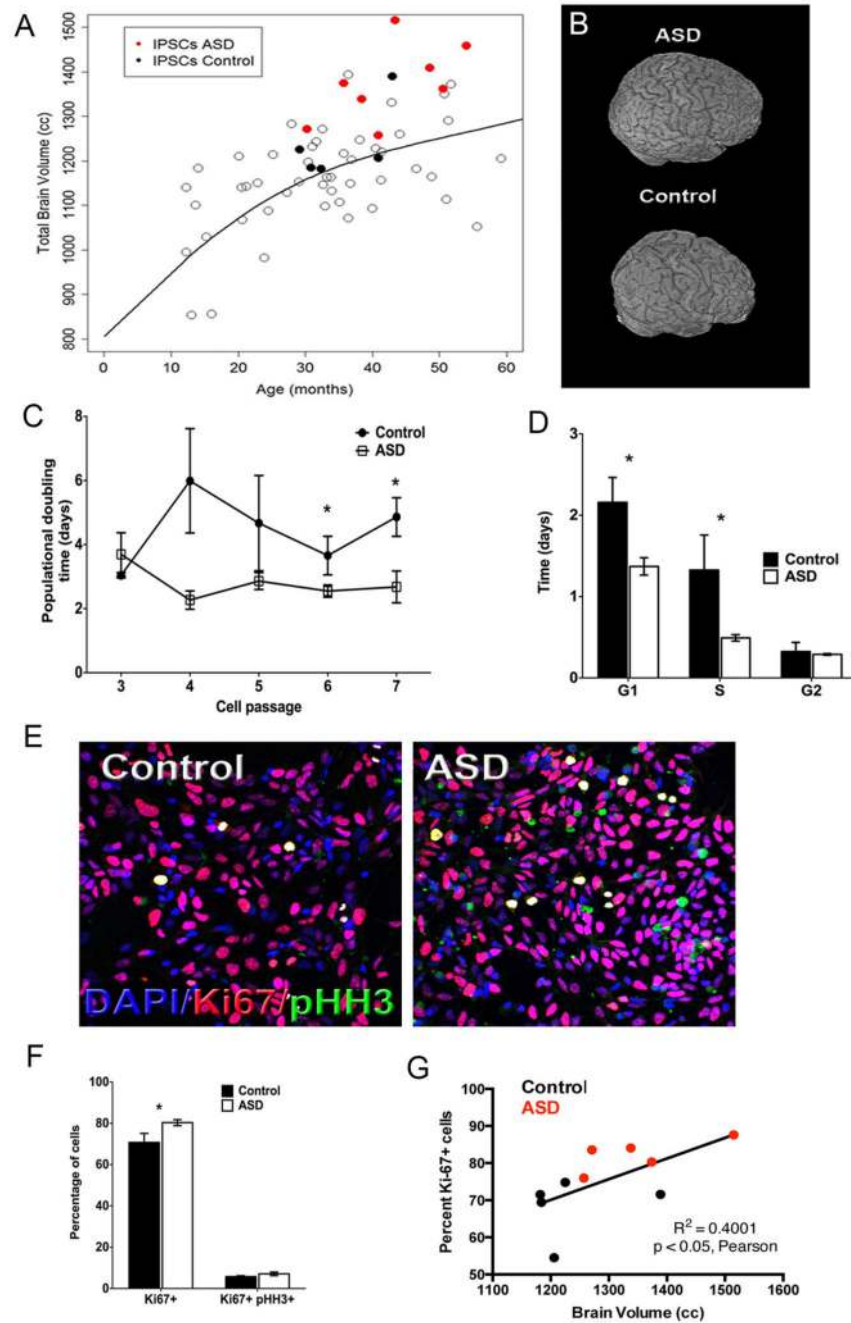 A
IPSCs ASD
IPSCs Control
Total Brain Volume (cc)
1500
1400
1300
1200
1100
1000
900
800
0 10 20 30 40 50 60
Age (months)
B
ASD
Control
C
Populational doubling
time (days)
8
6
4
2
0
Control
ASD
*
*
3 4 5 6 7
Cell passage
D
Time (days)
3
2
1
0
*
*
Control
ASD
G1 S G2
E
Control
ASD
DAPI/Ki67/pHH3
F
Percentage of cells
100
80
60
40
20
0
*
Control
ASD
Ki67+ Ki67+ pHH3+
G
Control
ASD
Percent Ki-67+ cells
100
90
80
70
60
50
R2 = 0.4001
p < 0.05, Pearson
1100 1200 1300 1400 1500 1600
Brain Volume (cc)